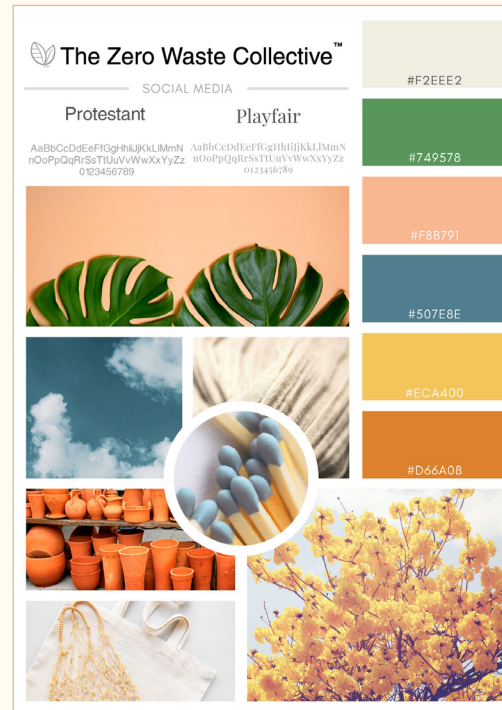 The Zero Waste Collective™
SOCIAL MEDIA
Protestant
AaBbCcDdEeFfGgHhIiJjKkLlMmN
nOoPpQqRrSsTtUuVvWwXxYyZz
0123456789
Playfair
AaBbCcDdEeFfGgHhIiJjKkLlMmN
nOoPpQqRrSsTtUuVvWwXxYyZz
0123456789
#F2EEE2
#749578
#F8B791
#507E8E
#ECA400
#D66A08